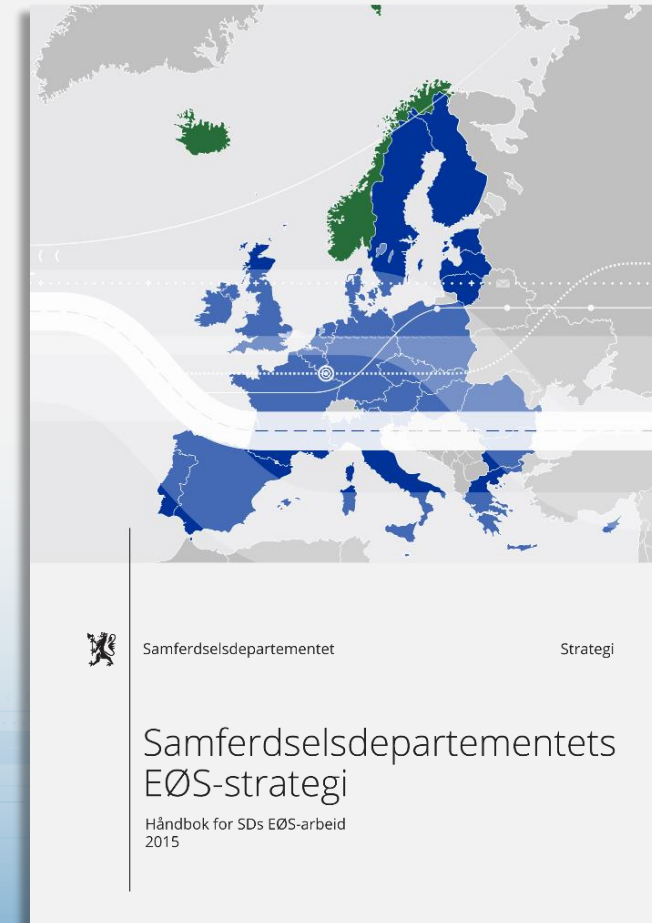 Samferdselsdepartementet
Strategi
Samferdselsdepartementets
EØS-strategi
Håndbok for SDs EØS-arbeid
2015